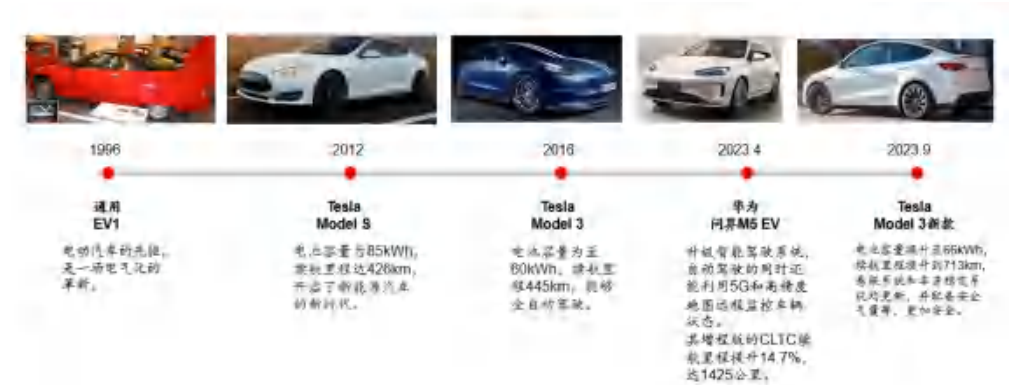 1996
2012
2016
2023.4
2023.9
通用
EV1
电动汽车的先驱,
是一场电气化的
革新。
Tesla
Model S
电池容量与85kWh,
续航里程达426km,
开启了新能源汽车
的新时代。
Tesla
Model 3
电池容量为至
60kWh, 续航里
程445km, 能够
全自动驾驶。
华为
问界M5 EV
升级智能驾驶系统,
自动驾驶的同时还
能利用5G和高精度
地图远程监控车辆
状态。
其增程版的CLTC续
航里程提升14.7%,
达1425公里。
Tesla
Model 3新款
电池容量提升至66kWh,
续航里程提升到713km,
统均更新, 并配备安全
气囊等, 更加安全。